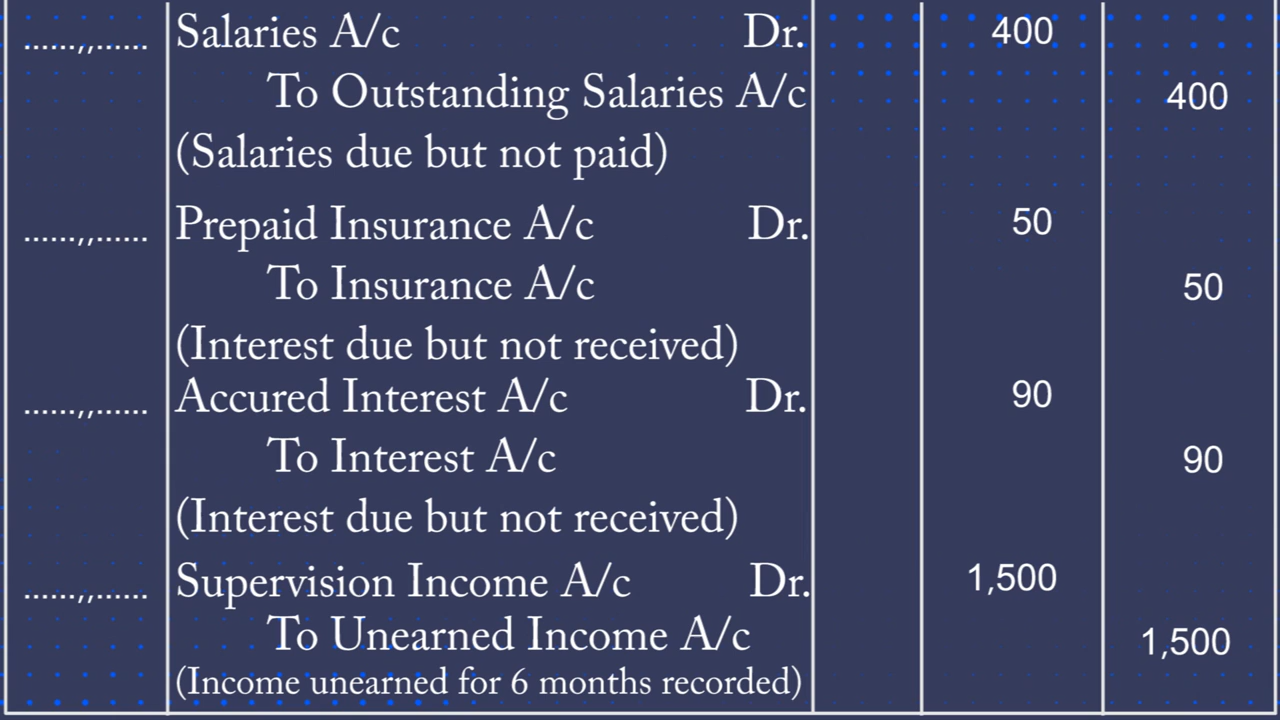 ......,,...... Salaries A/c Dr. 400
To Outstanding Salaries A/c 400
(Salaries due but not paid)
......,,...... Prepaid Insurance A/c Dr. 50
To Insurance A/c 50
(Interest due but not received)
......,,...... Accured Interest A/c Dr. 90
To Interest A/c 90
(Interest due but not received)
......,,...... Supervision Income A/c Dr. 1,500
To Unearned Income A/c 1,500
(Income unearned for 6 months recorded)